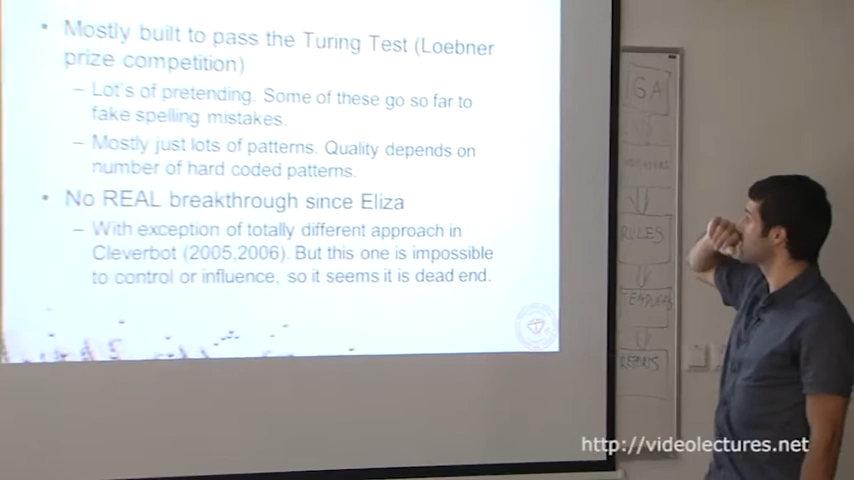 • Mostly built to pass the Turing Test (Loebner
prize competition)
– Lot's of pretending. Some of these go so far to
fake spelling mistakes.
– Mostly just lots of patterns. Quality depends on
number of hard coded patterns.
• No REAL breakthrough since Eliza
– With exception of totally different approach in
Cleverbot (2005,2006). But this one is impossible
to control or influence, so it seems it is dead end.
IGA
RULES
http://videolectures.net